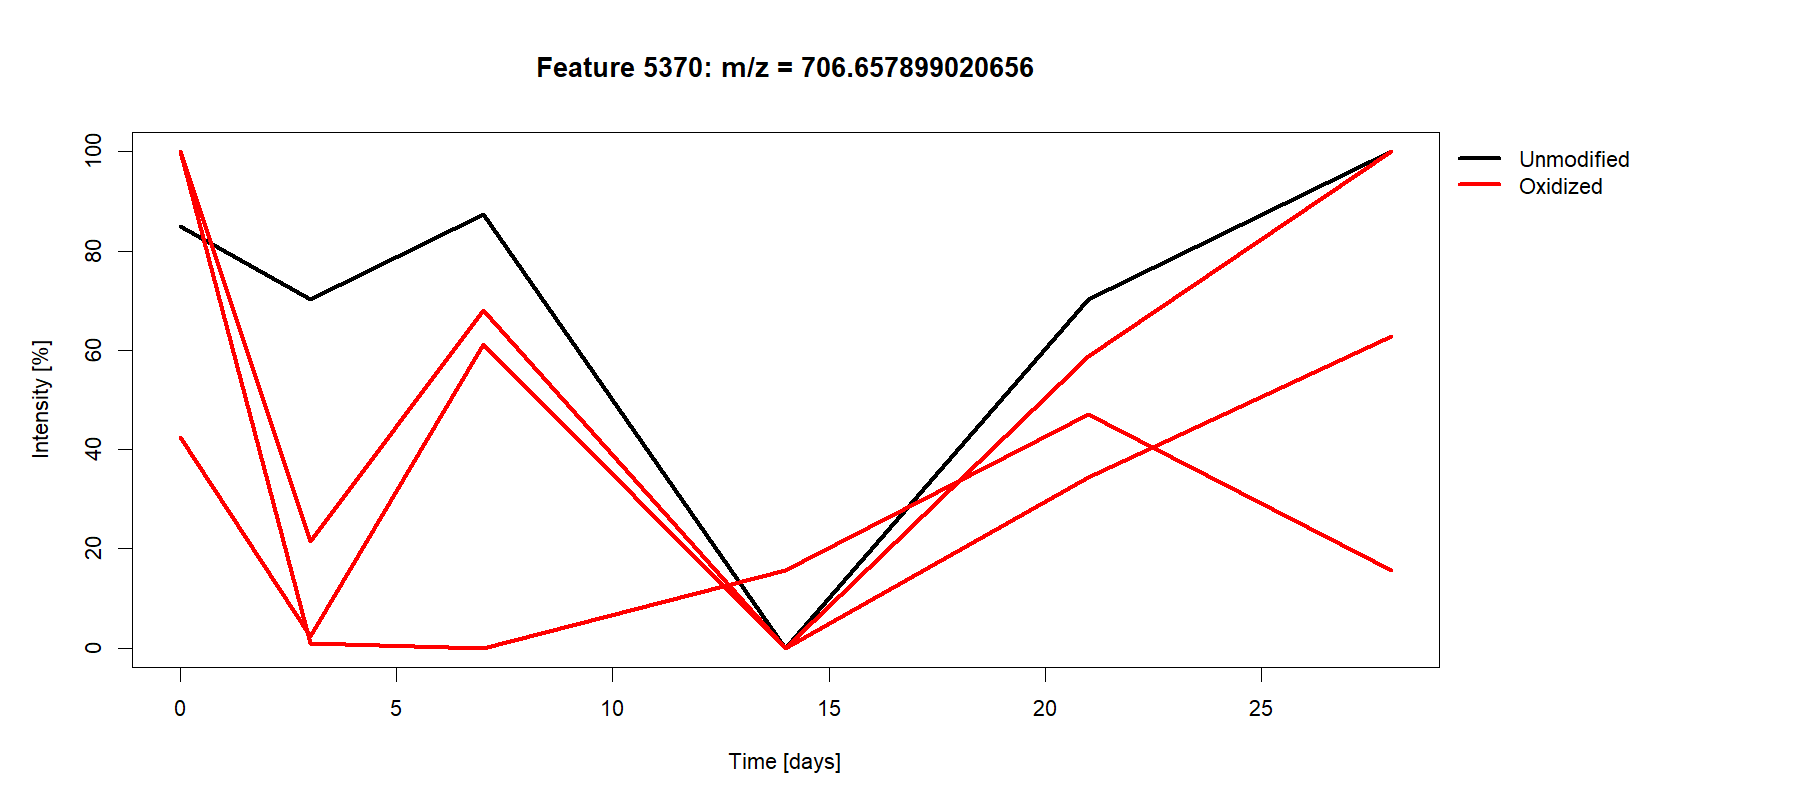 Feature 5370: m/z = 706.657899020656
Unmodified
Oxidized
Intensity [%]
100
80
60
40
20
0
0 5 10 15 20 25
Time [days]